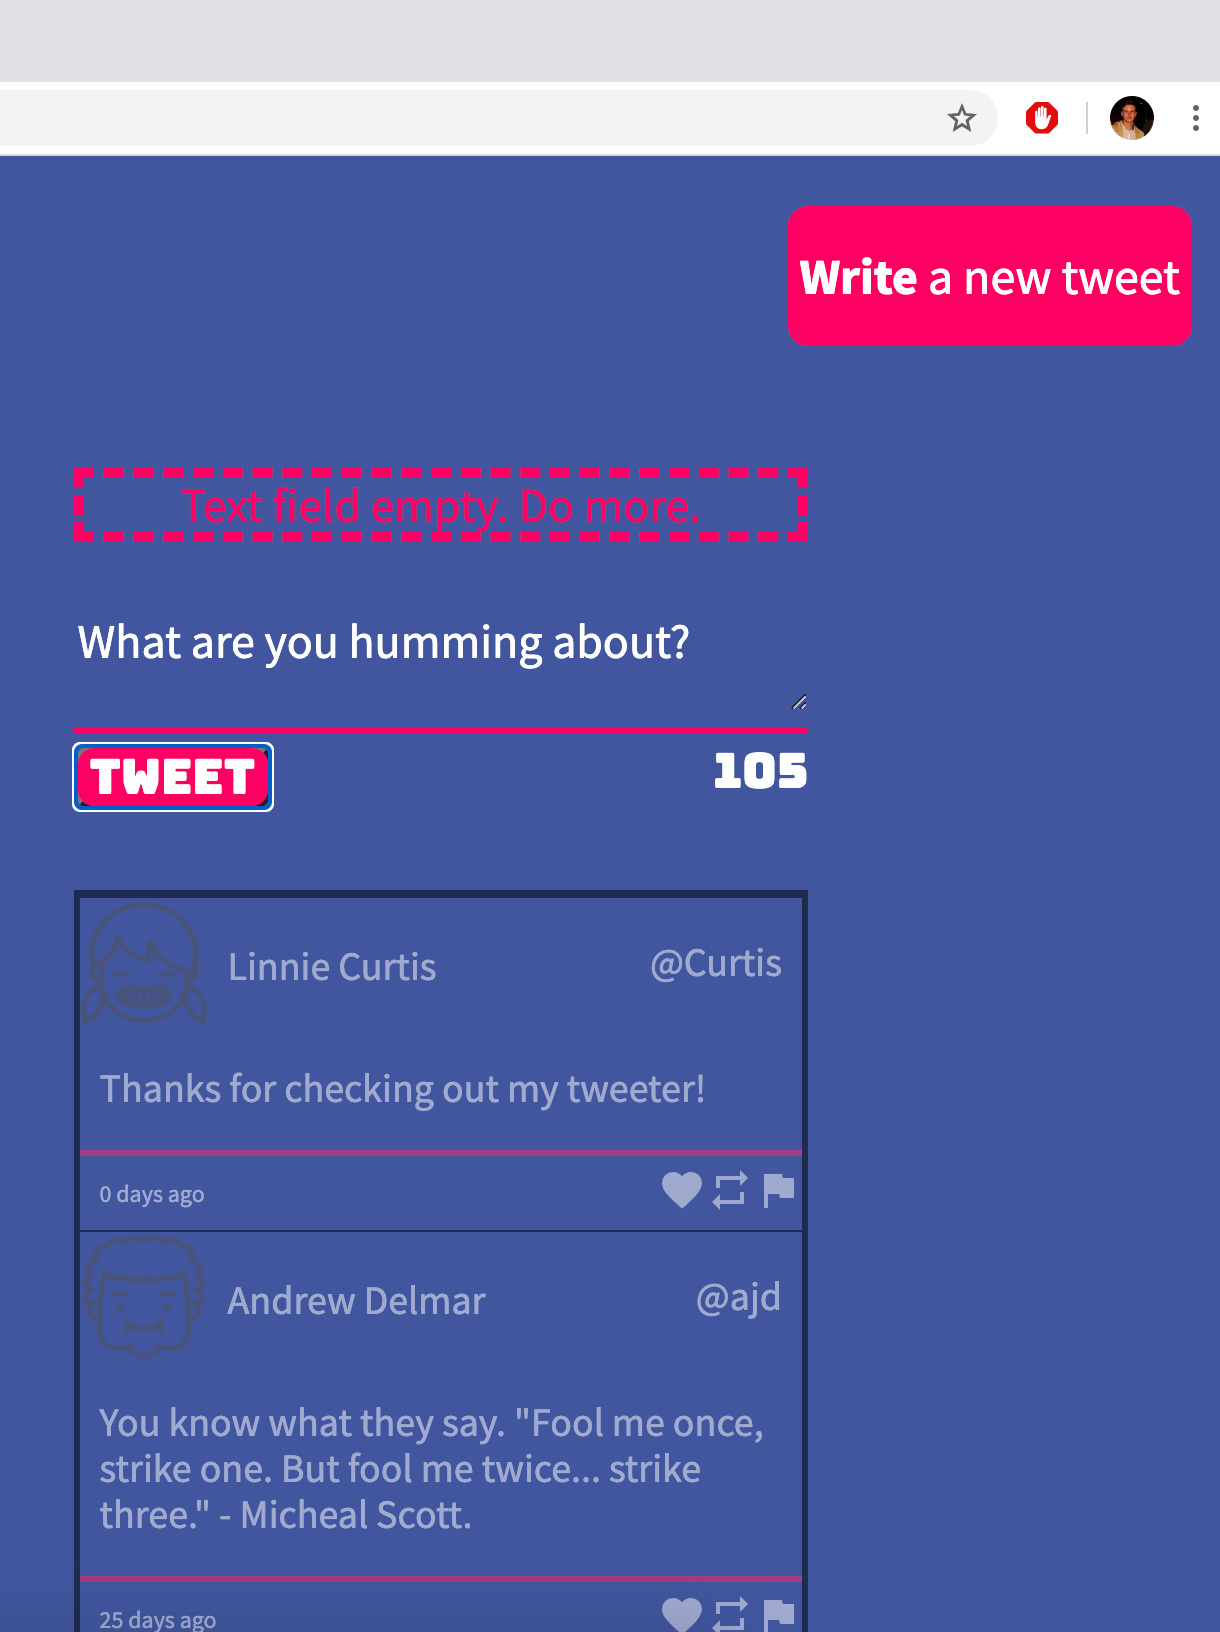 Write a new tweet
Text field empty. Do more.
What are you humming about?
TWEET
105
Linnie Curtis
@Curtis
Thanks for checking out my tweeter!
0 days ago
Andrew Delmar
@ajd
You know what they say. "Fool me once,
strike one. But fool me twice... strike
three." - Micheal Scott.
25 days ago